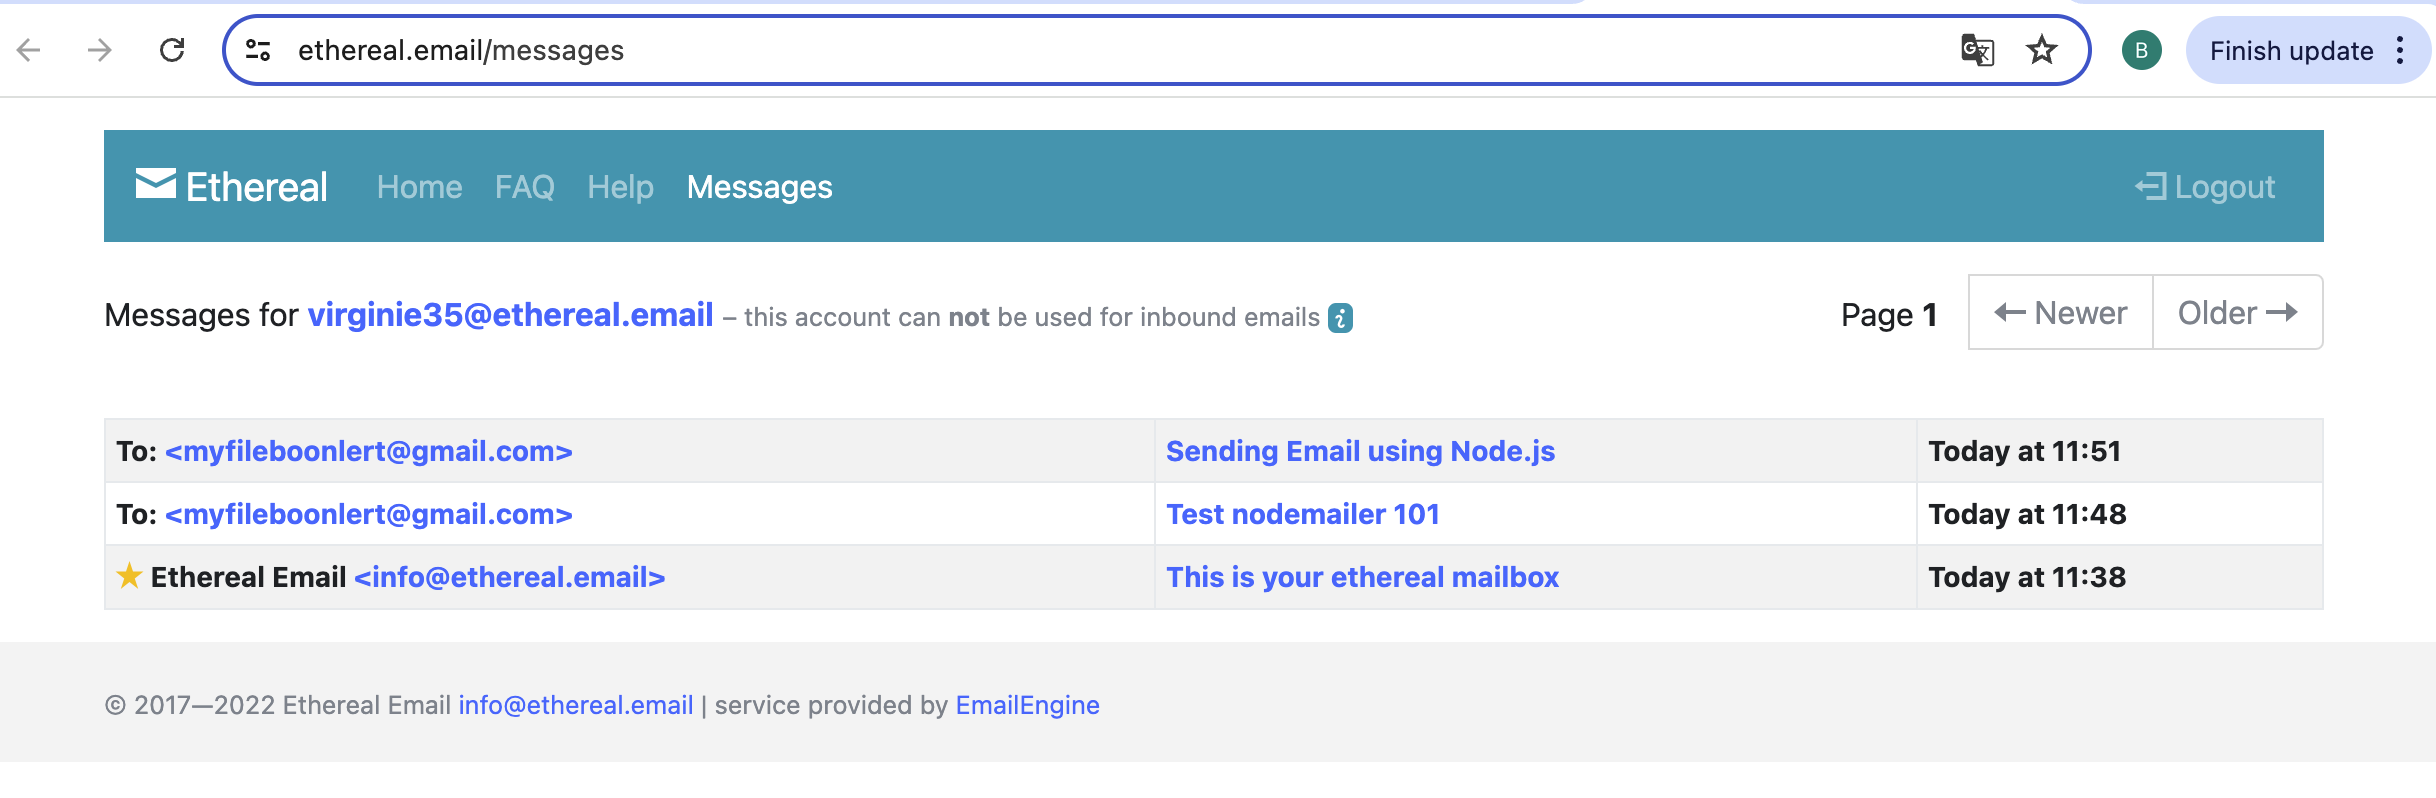 ethereal.email/messages
B
Finish update
Ethereal Home FAQ Help Messages Logout
Messages for virginie35@ethereal.email – this account can not be used for inbound emails i Page 1 ← Newer Older →
To: <myfileboonlert@gmail.com> Sending Email using Node.js Today at 11:51
To: <myfileboonlert@gmail.com> Test nodemailer 101 Today at 11:48
★ Ethereal Email <info@ethereal.email> This is your ethereal mailbox Today at 11:38
© 2017—2022 Ethereal Email info@ethereal.email | service provided by EmailEngine